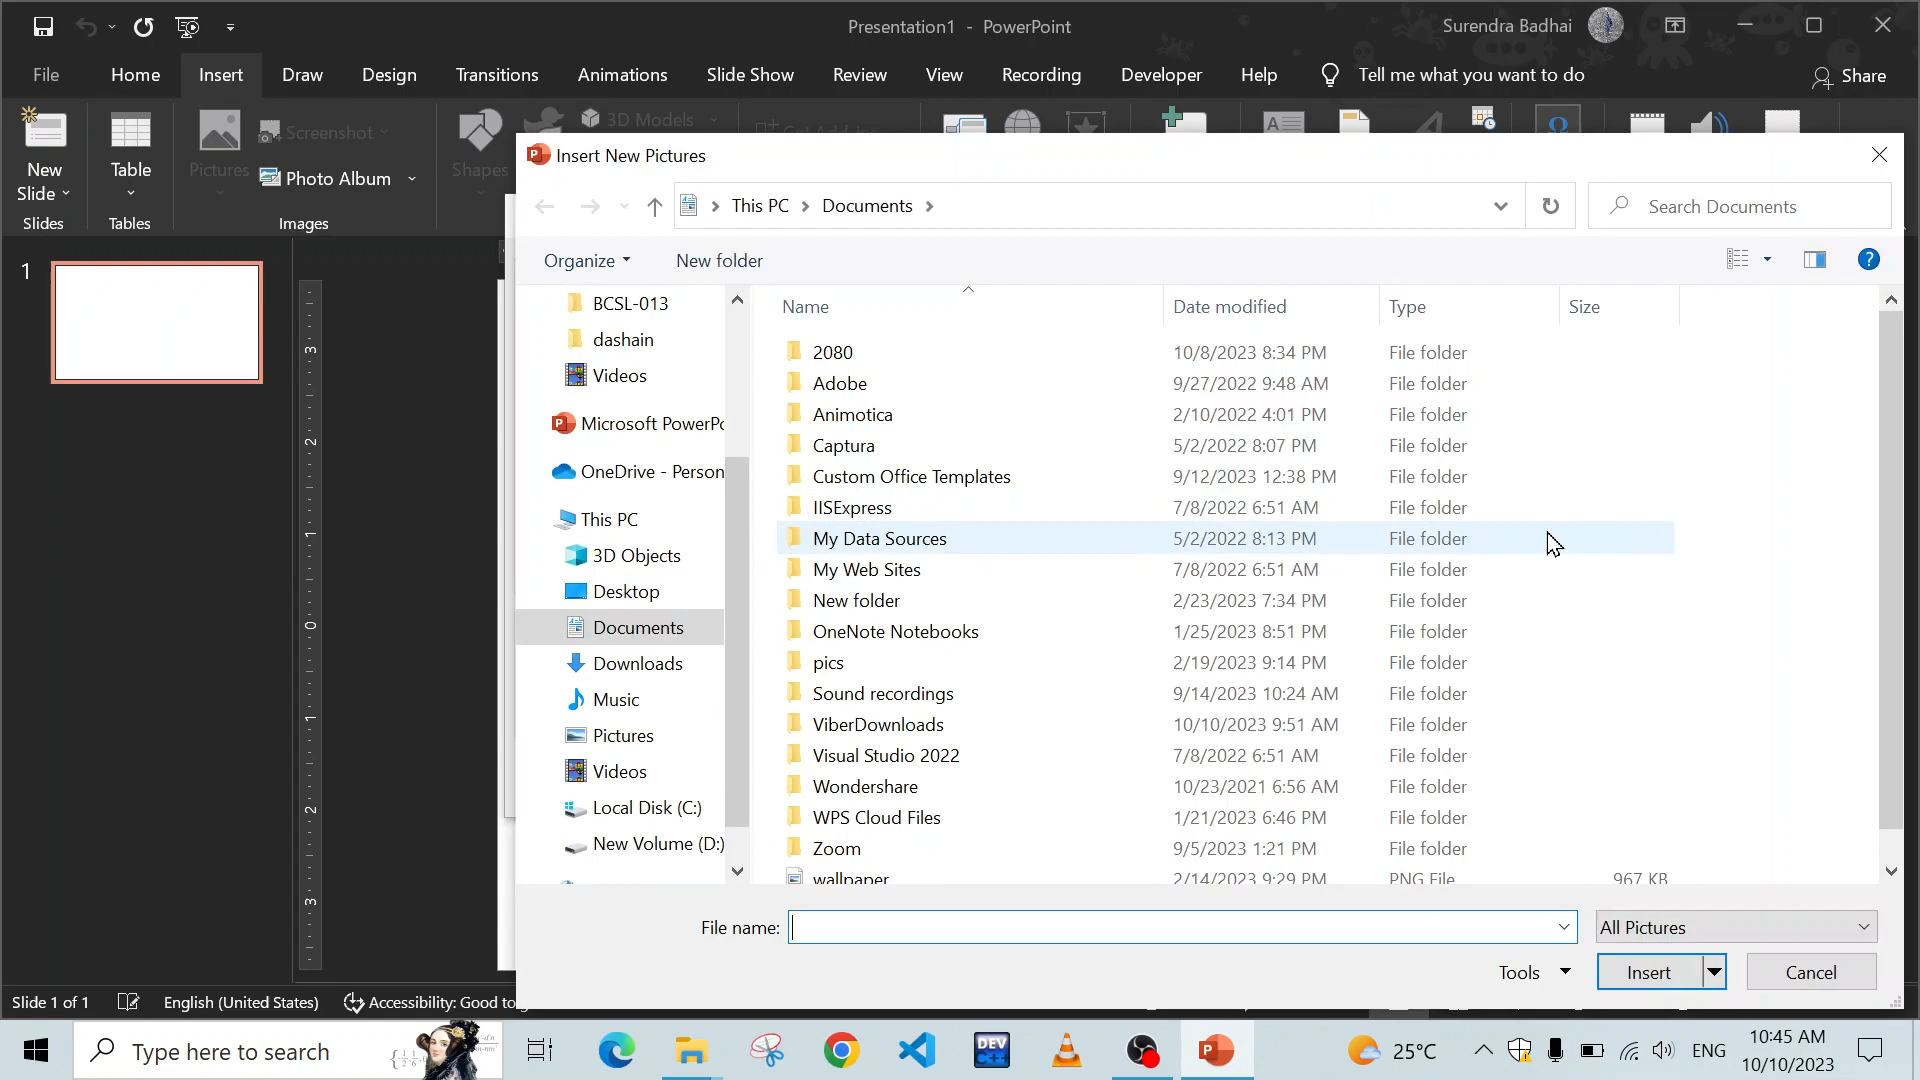 Presentation1 - PowerPoint
Surendra Badhai
File Home Insert Draw Design Transitions Animations Slide Show Review View Recording Developer Help Tell me what you want to do Share
New Slide
Table
Pictures
Screenshot
Photo Album
Shapes
3D Models
Slides
Tables
Images
Insert New Pictures
This PC > Documents >
Search Documents
Organize New folder
BCSL-013
dashain
Videos
Microsoft PowerPo
OneDrive - Person
This PC
3D Objects
Desktop
Documents
Downloads
Music
Pictures
Videos
Local Disk (C:)
New Volume (D:)
Name Date modified Type Size
2080 10/8/2023 8:34 PM File folder
Adobe 9/27/2022 9:48 AM File folder
Animotica 2/10/2022 4:01 PM File folder
Captura 5/2/2022 8:07 PM File folder
Custom Office Templates 9/12/2023 12:38 PM File folder
IISExpress 7/8/2022 6:51 AM File folder
My Data Sources 5/2/2022 8:13 PM File folder
My Web Sites 7/8/2022 6:51 AM File folder
New folder 2/23/2023 7:34 PM File folder
OneNote Notebooks 1/25/2023 8:51 PM File folder
pics 2/19/2023 9:14 PM File folder
Sound recordings 9/14/2023 10:24 AM File folder
ViberDownloads 10/10/2023 9:51 AM File folder
Visual Studio 2022 7/8/2022 6:51 AM File folder
Wondershare 10/23/2021 6:56 AM File folder
WPS Cloud Files 1/21/2023 6:46 PM File folder
Zoom 9/5/2023 1:21 PM File folder
wallpaper 2/14/2023 9:29 PM PNG File 967 KB
File name: All Pictures
Tools Insert Cancel
1
3
2
1
0
1
2
3
Slide 1 of 1 English (United States) Accessibility: Good to
Type here to search
DEV C++
25°C
ENG
10:45 AM
10/10/2023